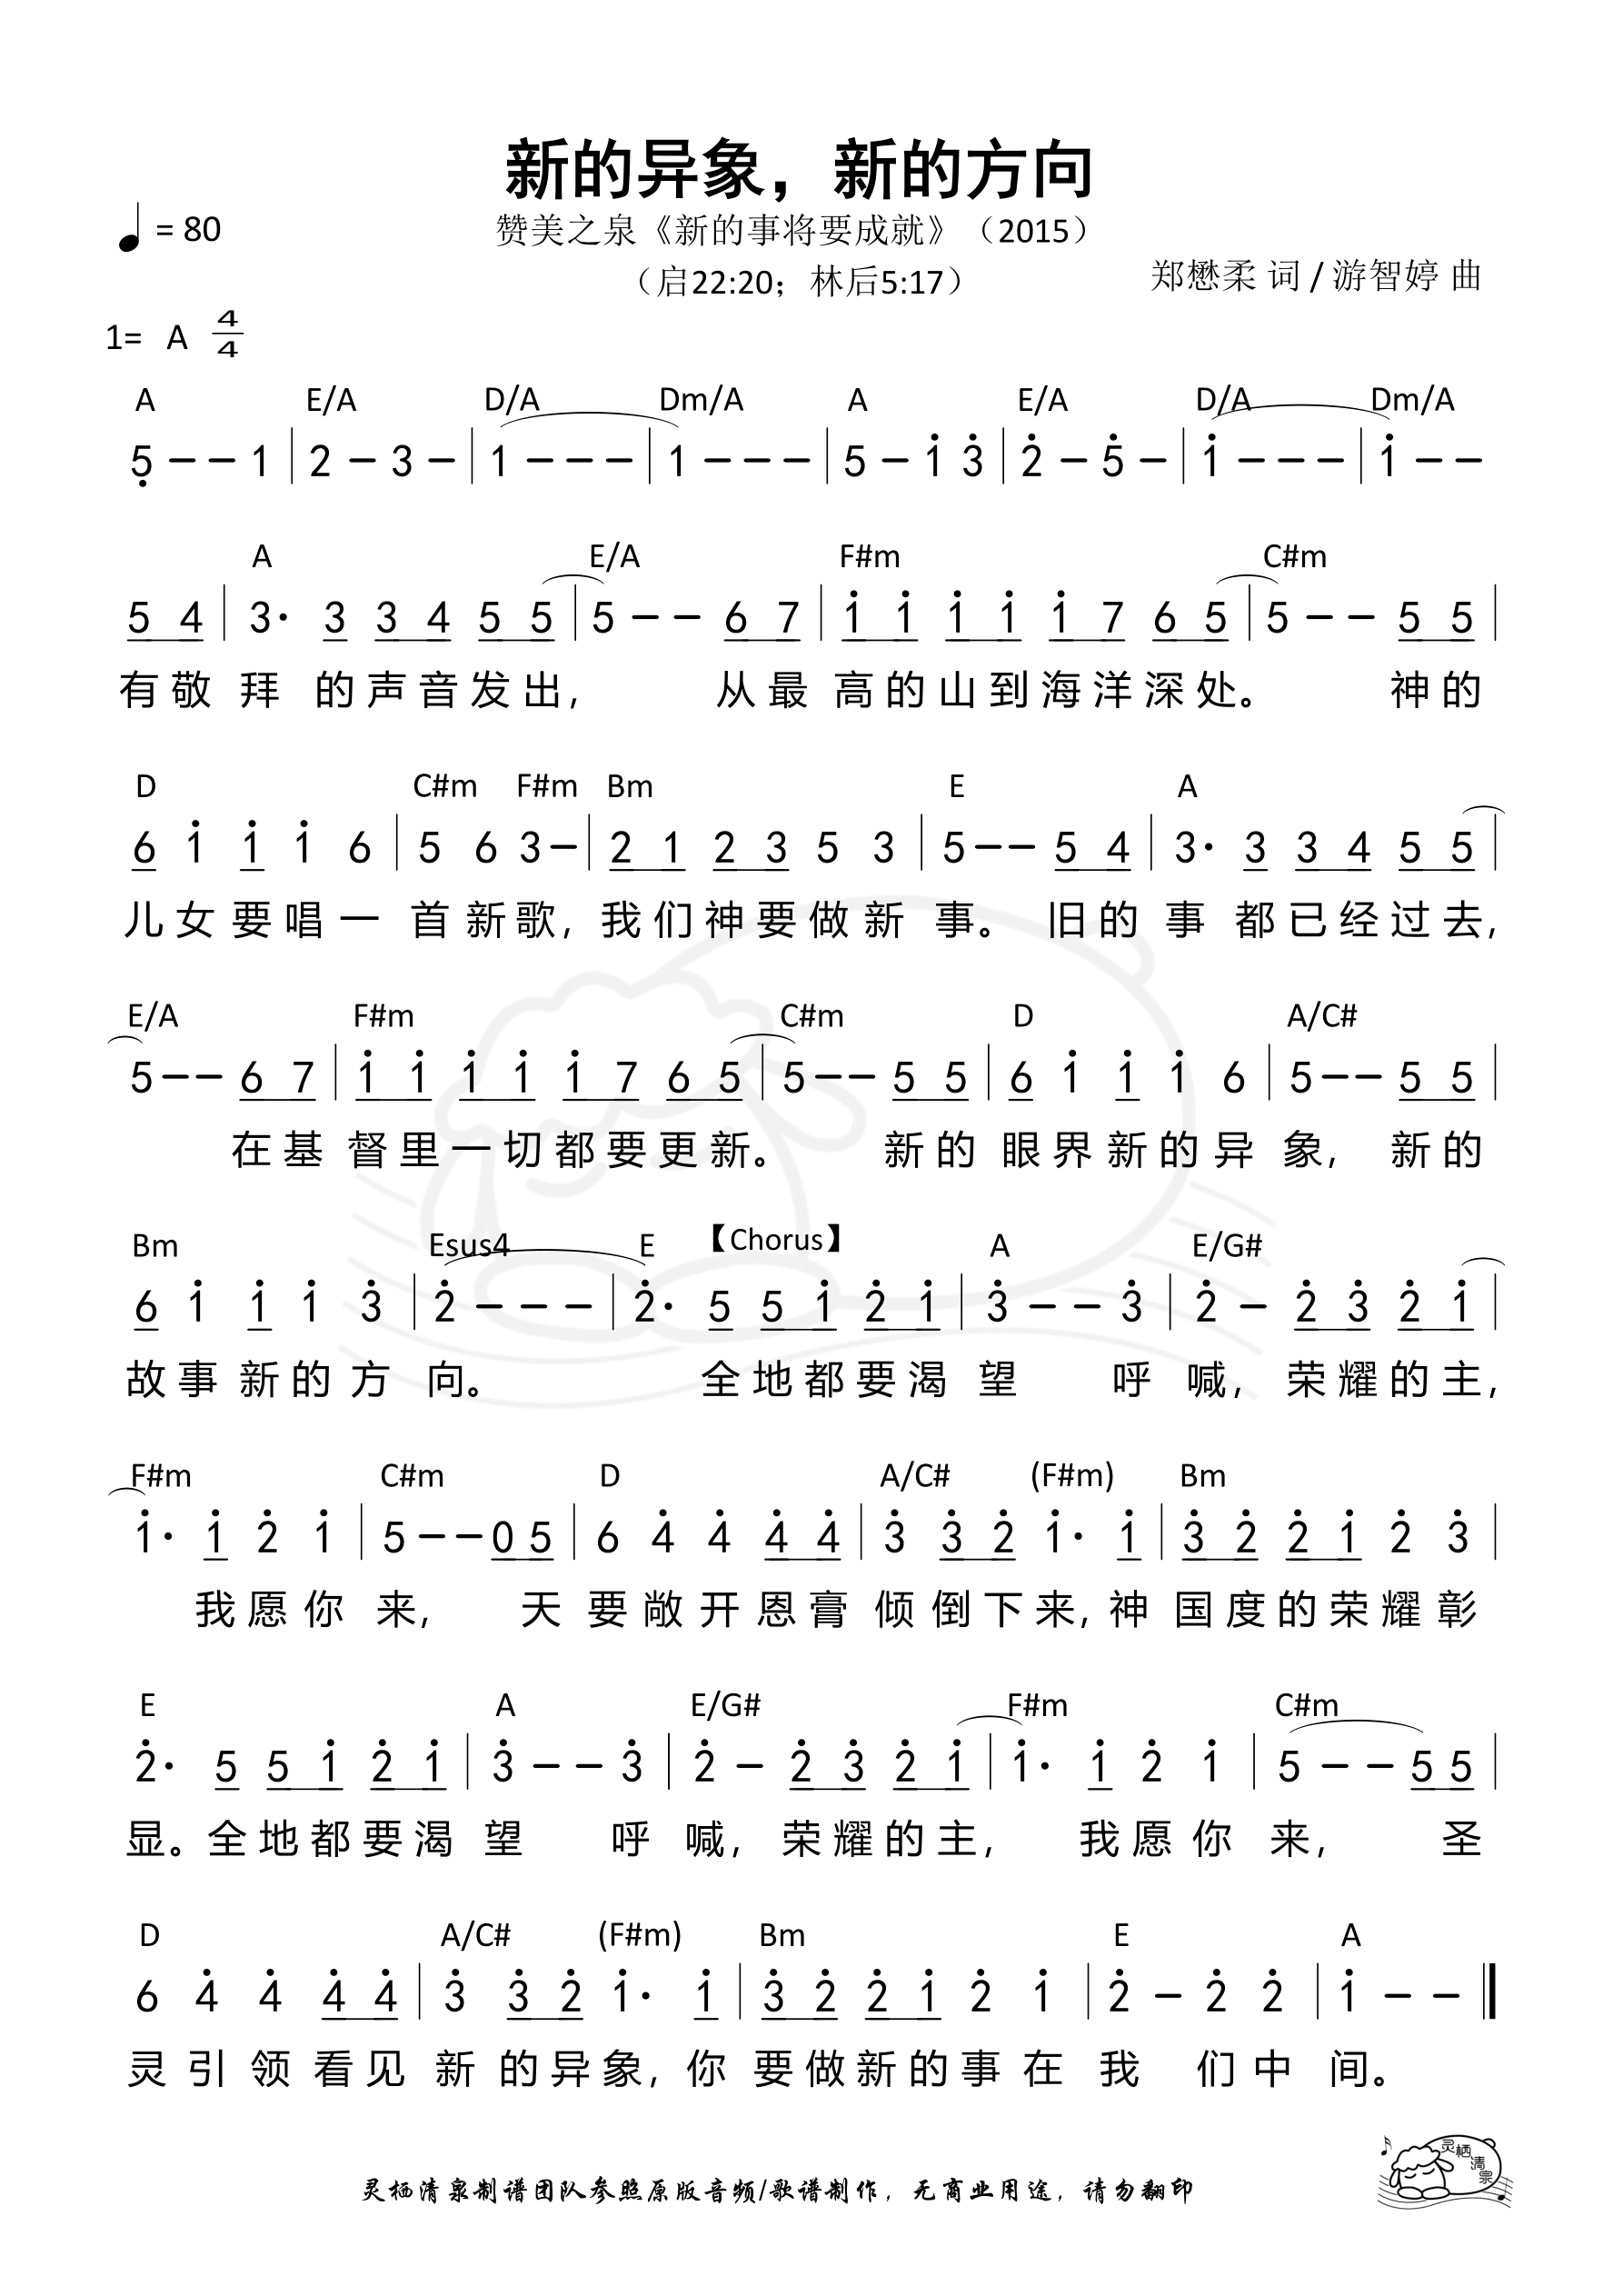 新的异象，新的方向
♩ = 80
赞美之泉《新的事将要成就》（2015）
（启22:20；林后5:17）
郑懋柔 词 / 游智婷 曲
1= A 4/4
A E/A D/A Dm/A A E/A D/A Dm/A
5̣ – – 1 | 2 – 3 – | 1 – – – | 1 – – – | 5 – 1̇ 3̇ | 2̇ – 5̇ – | 1̇ – – – | 1̇ – –
A E/A F#m C#m
5 4 | 3· 3 3 4 5 5 | 5 – – 6 7 | 1̇ 1̇ 1̇ 1̇ 1̇ 7 6 5 | 5 – – 5 5 |
有敬 拜 的声音发出， 从最 高的山到海洋深处。 神的
D C#m F#m Bm E A
6 1̇ 1̇ 1̇ 6 | 5 6 3 – | 2 1 2 3 5 3 | 5 – – 5 4 | 3· 3 3 4 5 5 |
儿女要唱一 首新歌，我们神要做新 事。 旧的 事 都已经过去，
E/A F#m C#m D A/C#
5 – – 6 7 | 1̇ 1̇ 1̇ 1̇ 1̇ 7 6 5 | 5 – – 5 5 | 6 1̇ 1̇ 1̇ 6 | 5 – – 5 5 |
在基 督里一切都要更新。 新的 眼界新的异 象， 新的
Bm Esus4 E 【Chorus】 A E/G#
6 1̇ 1̇ 1̇ 3̇ | 2̇ – – – | 2̇· 5 5 1̇ 2̇ 1̇ | 3̇ – – 3̇ | 2̇ – 2̇ 3̇ 2̇ 1̇ |
故事新的方 向。 全地都要渴 望 呼 喊，荣耀的主，
F#m C#m D A/C# (F#m) Bm
1̇· 1̇ 2̇ 1̇ | 5 – – 0 5 | 6 4̇ 4̇ 4̇ 4̇ | 3̇ 3̇ 2̇ 1̇· 1̇ | 3̇ 2̇ 2̇ 1̇ 2̇ 3̇ |
我愿你 来， 天 要敞开恩膏 倾倒下来，神 国度的荣耀彰
E A E/G# F#m C#m
2̇· 5 5 1̇ 2̇ 1̇ | 3̇ – – 3̇ | 2̇ – 2̇ 3̇ 2̇ 1̇ | 1̇· 1̇ 2̇ 1̇ | 5 – – 5 5 |
显。全地都要渴 望 呼 喊，荣耀的主， 我愿你 来， 圣
D A/C# (F#m) Bm E A
6 4̇ 4̇ 4̇ 4̇ | 3̇ 3̇ 2̇ 1̇· 1̇ | 3̇ 2̇ 2̇ 1̇ 2̇ 1̇ | 2̇ – 2̇ 2̇ | 1̇ – – ‖
灵引领看见 新 的异象，你 要做新的事在 我 们中 间。
灵栖清泉
灵栖清泉制谱团队参照原版音频/歌谱制作，无商业用途，请勿翻印